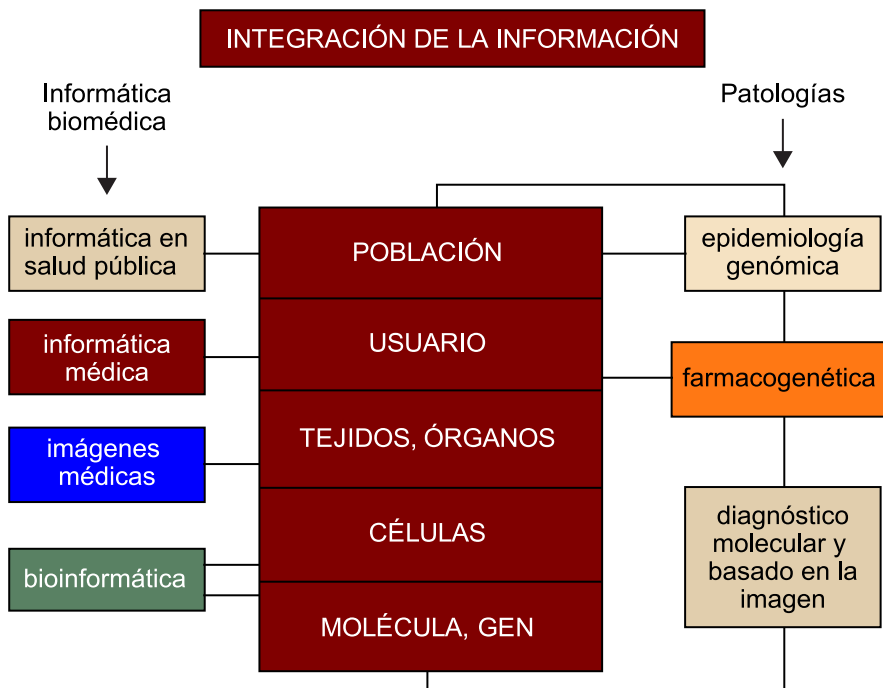 INTEGRACIÓN DE LA INFORMACIÓN
Informática
biomédica
Patologías
informática en
salud pública
POBLACIÓN
epidemiología
genómica
informática
médica
USUARIO
farmacogenética
imágenes
médicas
TEJIDOS, ÓRGANOS
bioinformática
CÉLULAS
diagnóstico
molecular y
basado en la
imagen
MOLÉCULA, GEN